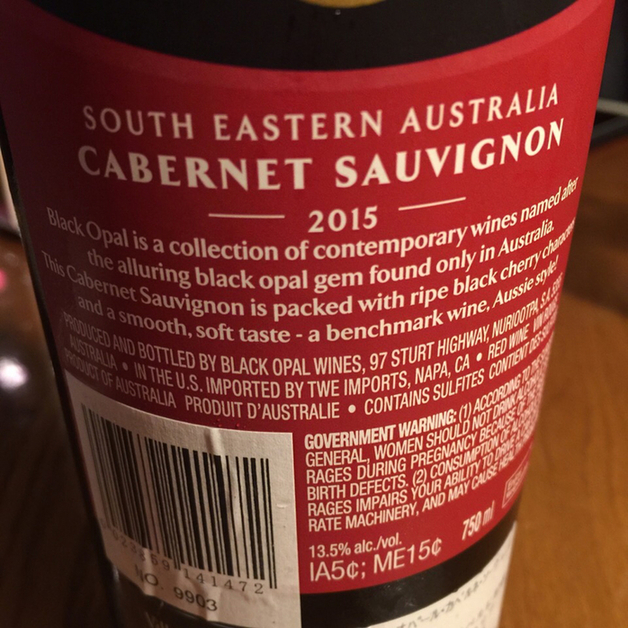 SOUTH EASTERN AUSTRALIA
CABERNET SAUVIGNON
2015
Black Opal is a collection of contemporary wines named after
the alluring black opal gem found only in Australia.
This Cabernet Sauvignon is packed with ripe black cherry
and a smooth, soft taste - a benchmark wine, Aussie style!
PRODUCED AND BOTTLED BY BLACK OPAL WINES, 97 STURT HIGHWAY, NURIOOTPA, S.A.
AUSTRALIA • IN THE U.S. IMPORTED BY TWE IMPORTS, NAPA, CA • RED WINE VIN
PRODUCT OF AUSTRALIA PRODUIT D'AUSTRALIE • CONTAINS SULFITES CONTIENT DES
GOVERNMENT WARNING: (1) ACCORDING TO
GENERAL, WOMEN SHOULD NOT DRINK
RAGES DURING PREGNANCY BECAUSE OF
BIRTH DEFECTS. (2) CONSUMPTION OF
RAGES IMPAIRS YOUR ABILITY TO
RATE MACHINERY, AND MAY CAUSE
13.5% alc./vol. 750 ml
IA5¢; ME15¢
141472
NO. 9903